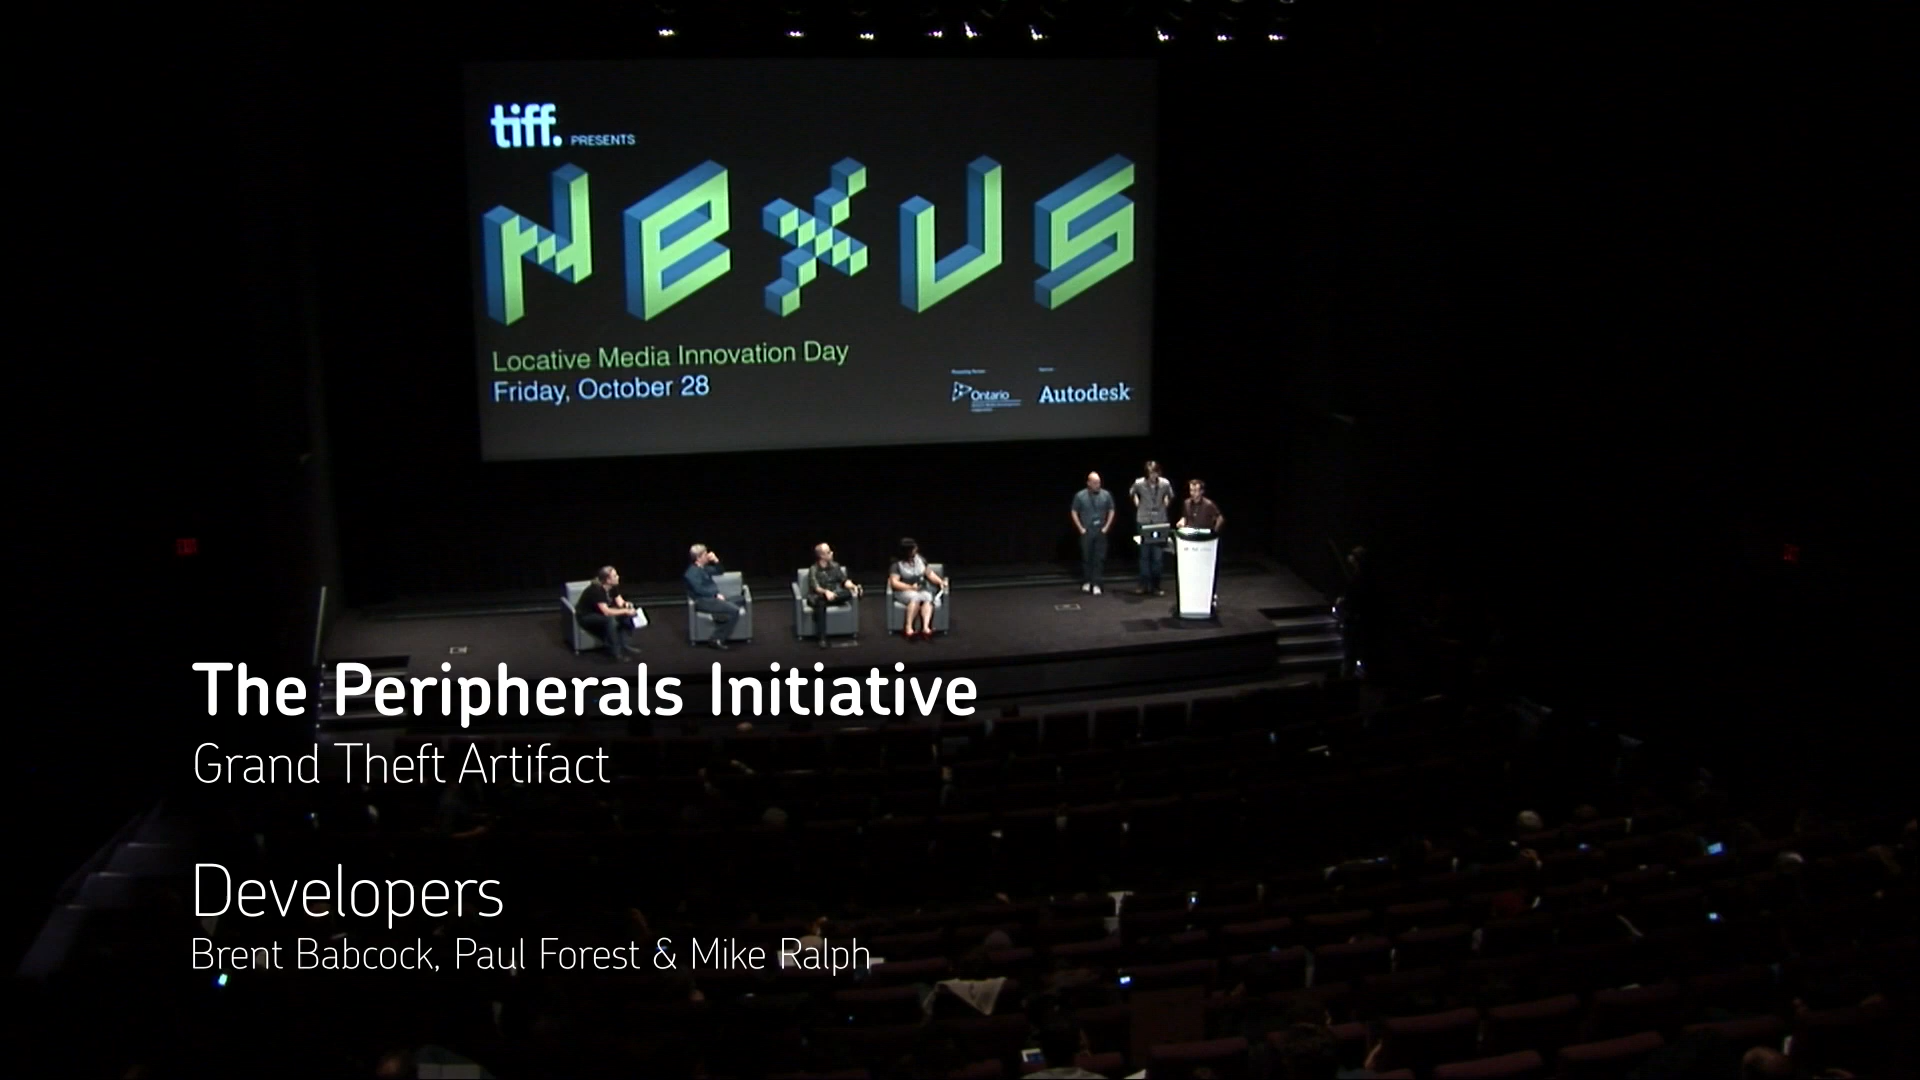 tiff. PRESENTS
NEXUS
Locative Media Innovation Day
Friday, October 28
Ontario
Autodesk
The Peripherals Initiative
Grand Theft Artifact
Developers
Brent Babcock, Paul Forest & Mike Ralph